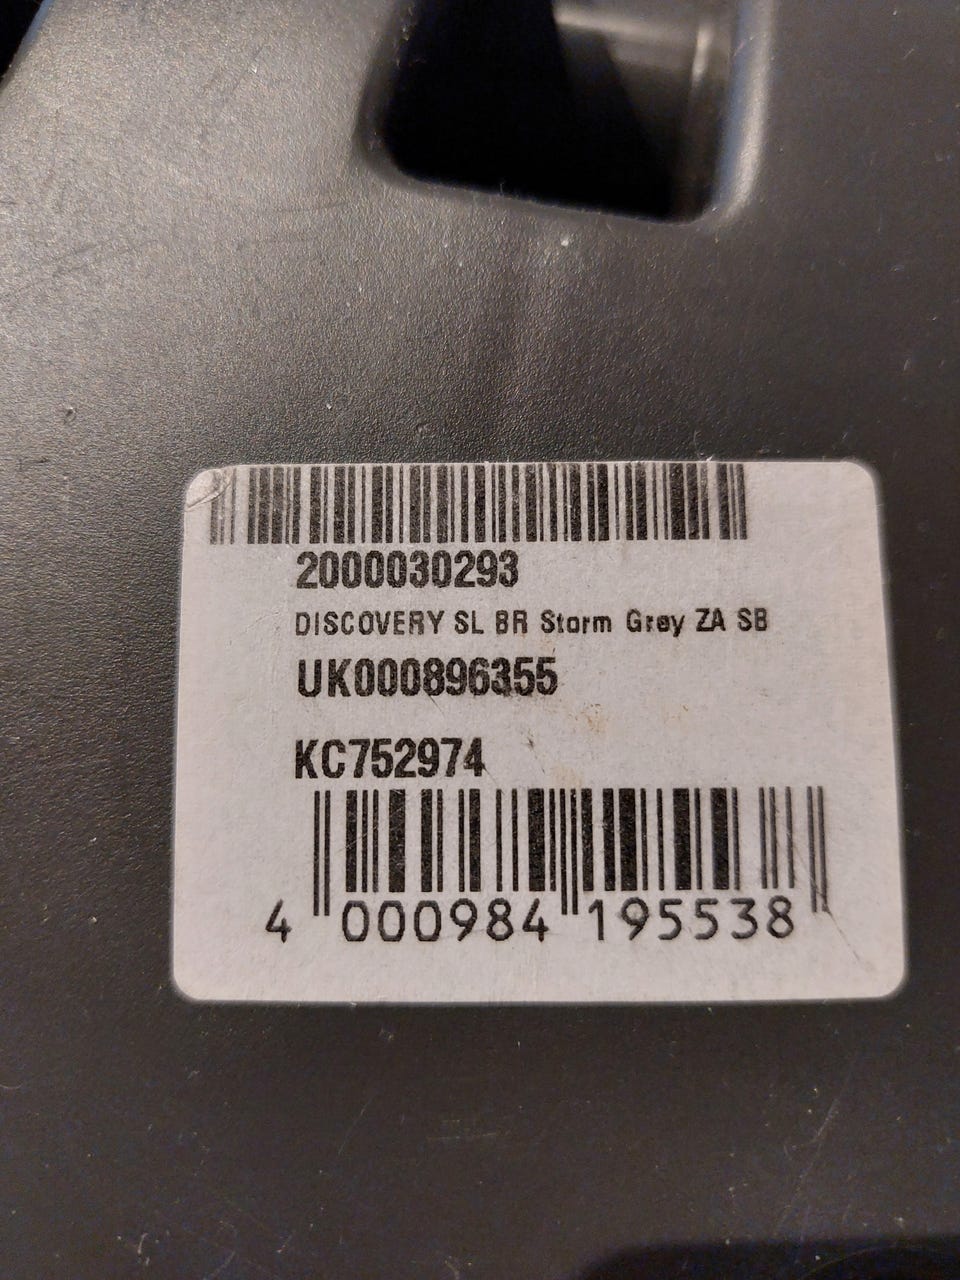 2000030293
DISCOVERY SL BR Storm Grey ZA SB
UK000896355
KC752974
4 000984 195538